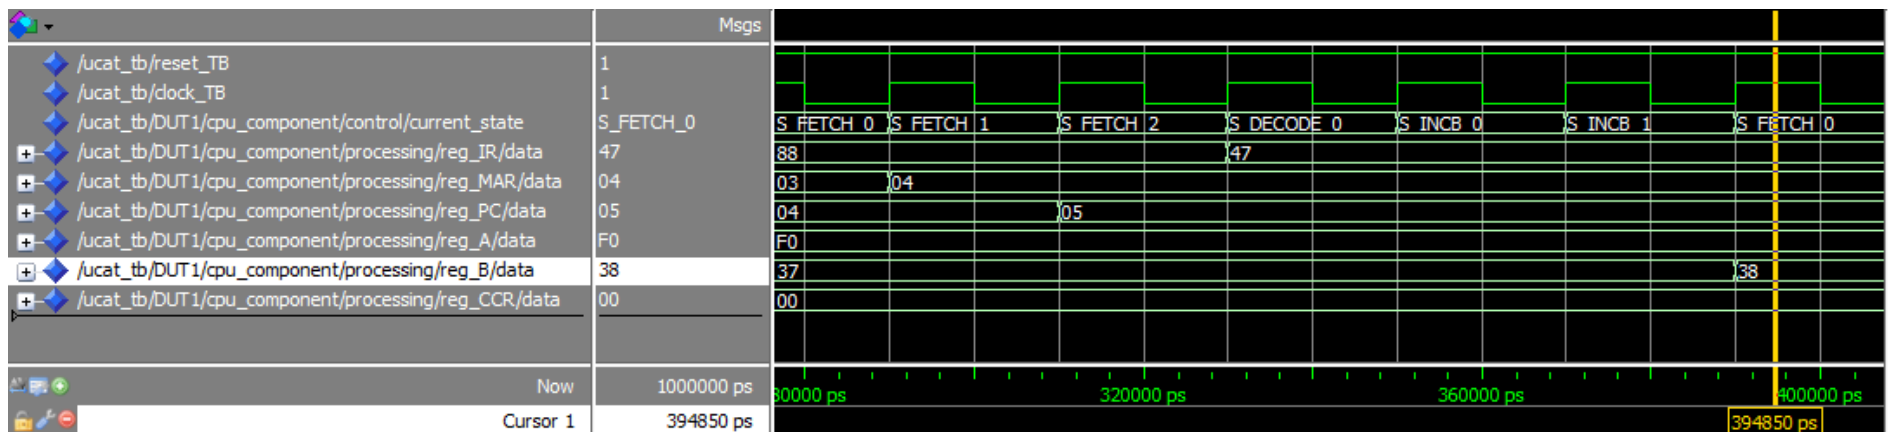 Msgs
/ucat_tb/reset_TB 1
/ucat_tb/clock_TB 1
/ucat_tb/DUT1/cpu_component/control/current_state S_FETCH_0 S_FETCH_0 S_FETCH_1 S_FETCH_2 S_DECODE_0 S_INCB_0 S_INCB_1 S_FETCH_0
/ucat_tb/DUT1/cpu_component/processing/reg_IR/data 47 88 47
/ucat_tb/DUT1/cpu_component/processing/reg_MAR/data 04 03 04
/ucat_tb/DUT1/cpu_component/processing/reg_PC/data 05 04 05
/ucat_tb/DUT1/cpu_component/processing/reg_A/data F0 F0
/ucat_tb/DUT1/cpu_component/processing/reg_B/data 38 37 38
/ucat_tb/DUT1/cpu_component/processing/reg_CCR/data 00 00
Now 1000000 ps 80000 ps 320000 ps 360000 ps 400000 ps
Cursor 1 394850 ps 394850 ps